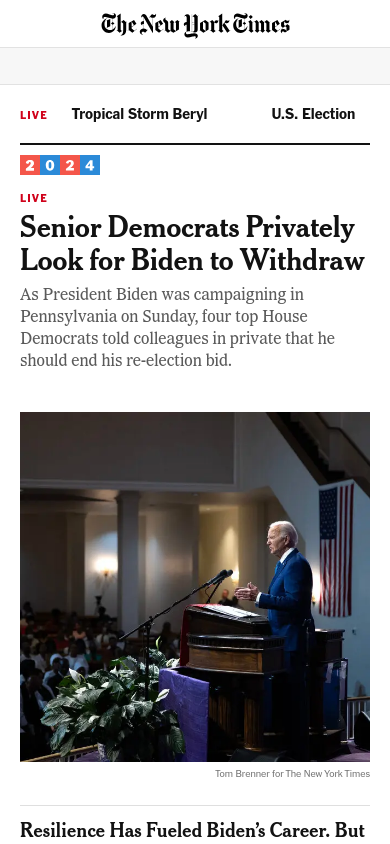 The New York Times
LIVE Tropical Storm Beryl U.S. Election
2024
LIVE
Senior Democrats Privately
Look for Biden to Withdraw
As President Biden was campaigning in
Pennsylvania on Sunday, four top House
Democrats told colleagues in private that he
should end his re-election bid.
Tom Brenner for The New York Times
Resilience Has Fueled Biden’s Career. But